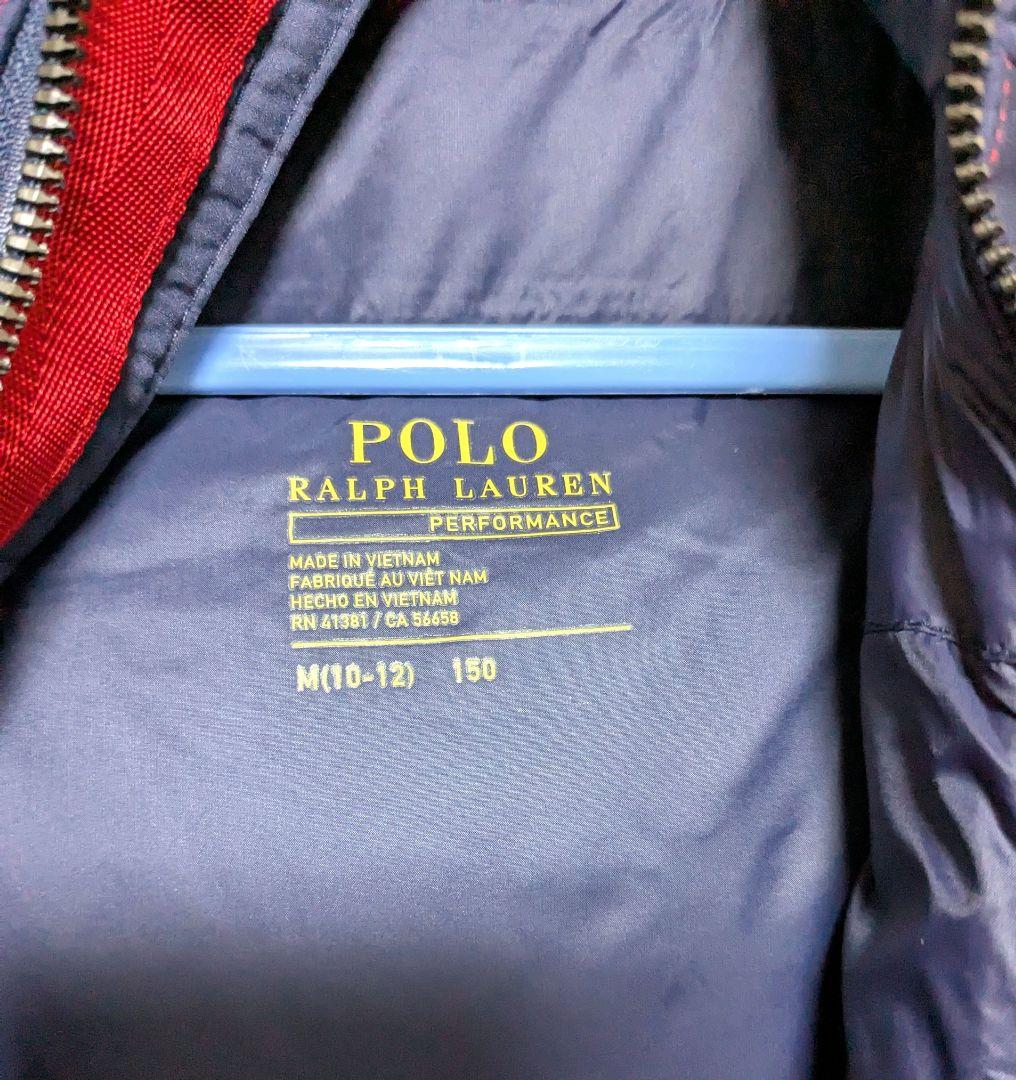 POLO
RALPH LAUREN
PERFORMANCE
MADE IN VIETNAM
FABRIQUÉ AU VIÊT NAM
HECHO EN VIETNAM
RN 41381 / CA 56658
M(10-12) 150